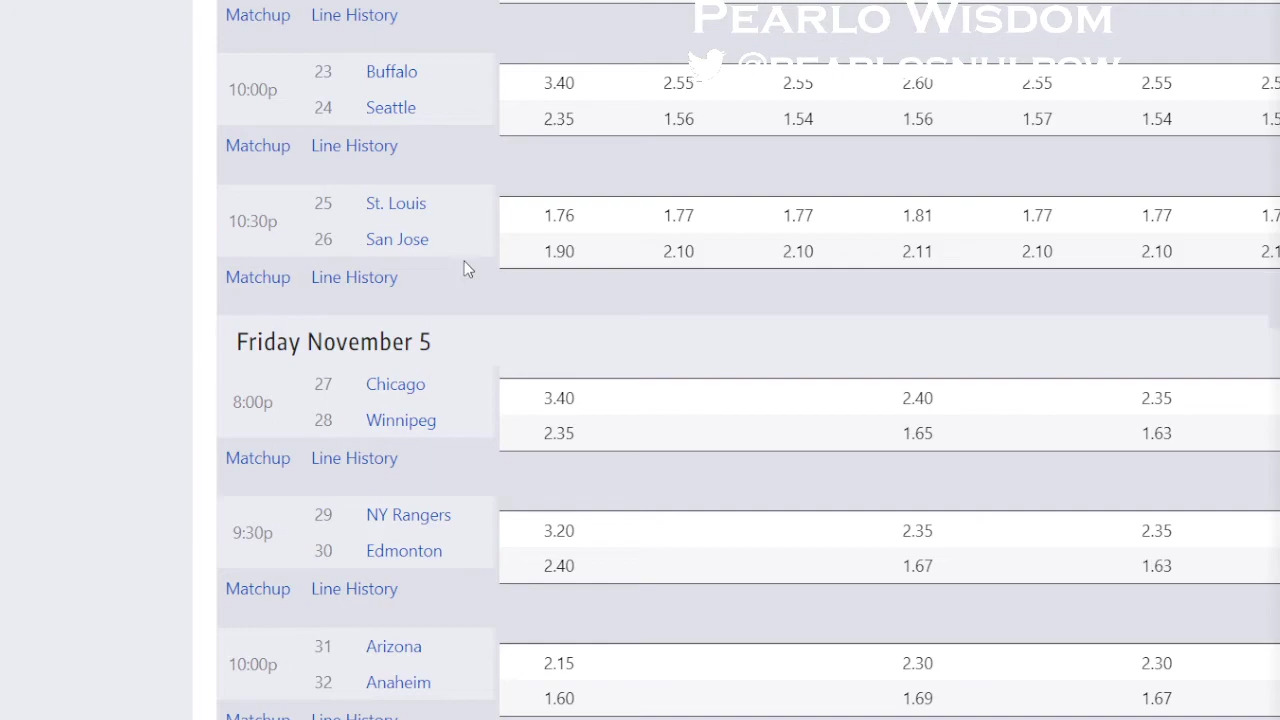 Matchup Line History
PEARLO WISDOM
23 Buffalo 3.40 2.55 2.55 2.60 2.55 2.55
10:00p
24 Seattle 2.35 1.56 1.54 1.56 1.57 1.54
Matchup Line History
25 St. Louis 1.76 1.77 1.77 1.81 1.77 1.77
10:30p
26 San Jose 1.90 2.10 2.10 2.11 2.10 2.10
Matchup Line History
Friday November 5
27 Chicago 3.40 2.40 2.35
8:00p
28 Winnipeg 2.35 1.65 1.63
Matchup Line History
29 NY Rangers 3.20 2.35 2.35
9:30p
30 Edmonton 2.40 1.67 1.63
Matchup Line History
31 Arizona 2.15 2.30 2.30
10:00p
32 Anaheim 1.60 1.69 1.67
Matchup Line History